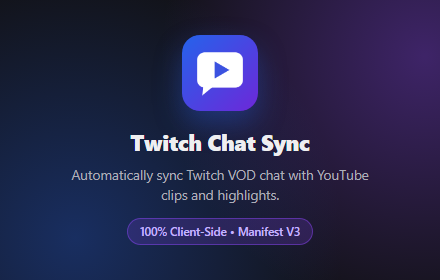 Twitch Chat Sync
Automatically sync Twitch VOD chat with YouTube
clips and highlights.
100% Client-Side • Manifest V3